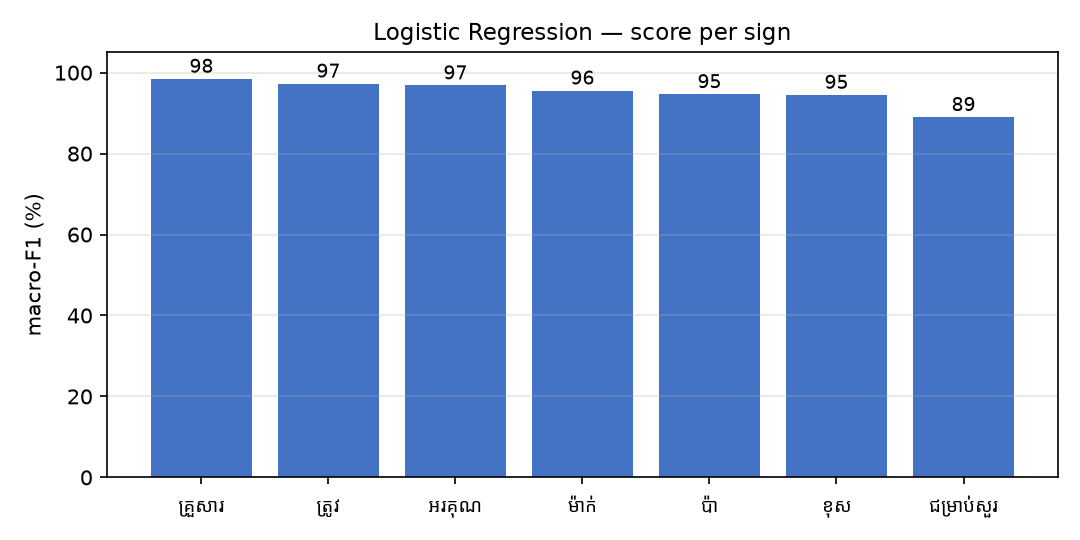 Logistic Regression — score per sign
macro-F1 (%)
100
80
60
40
20
0
98
97
97
96
95
95
89
គ្រួសារ
ត្រូវ
អរគុណ
ម៉ាក់
ប៉ា
ខុស
ជម្រាប់សួរ